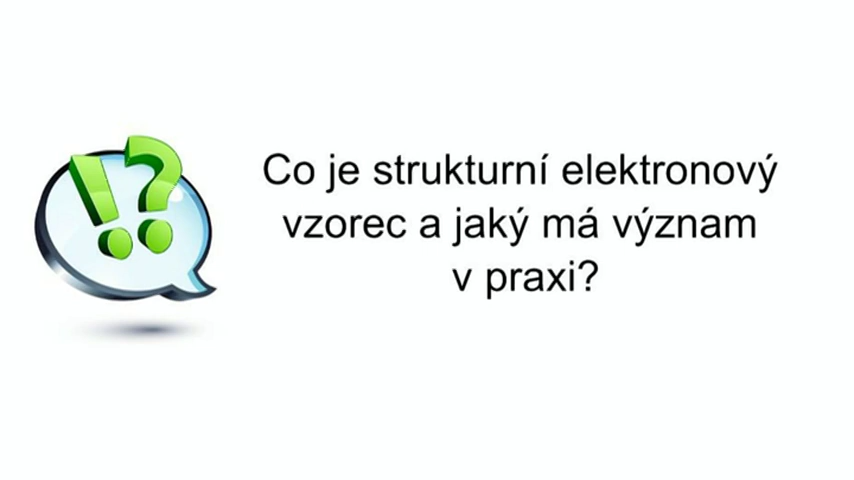 Co je strukturní elektronový
vzorec a jaký má význam
v praxi?